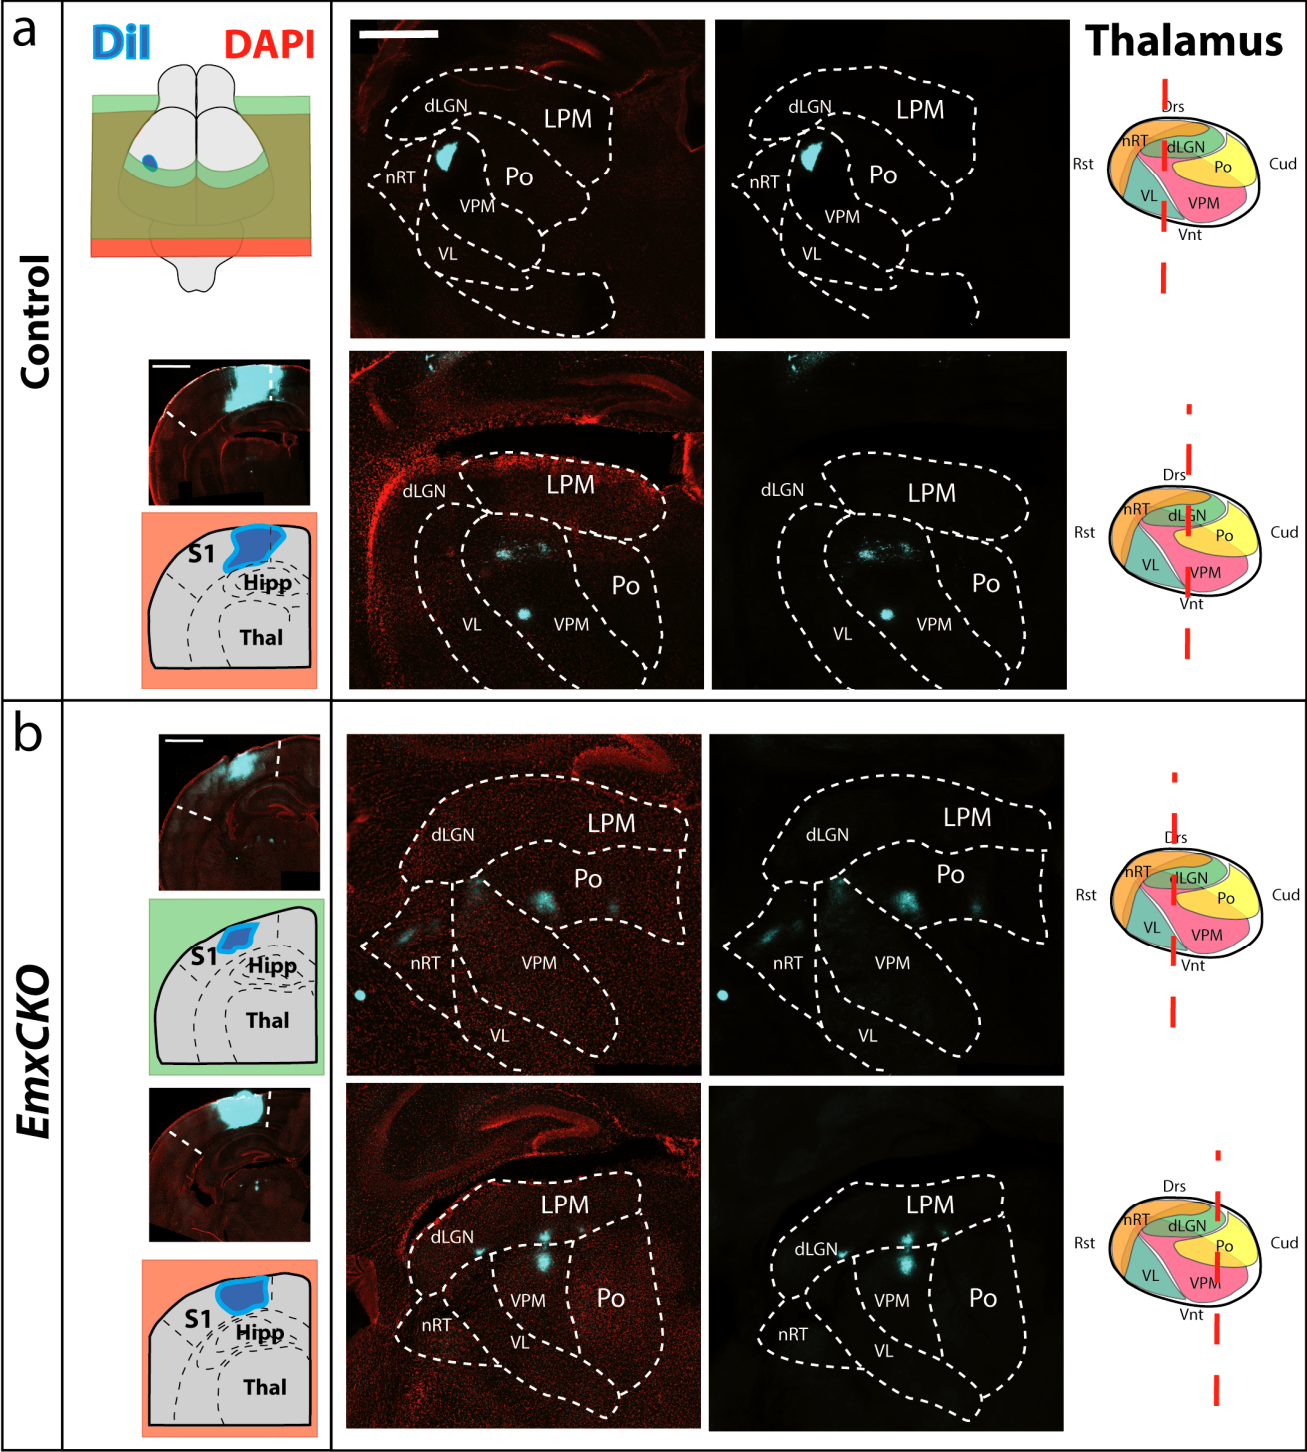 a
DiI DAPI
Thalamus
Control
dLGN LPM
nRT Po
VPM
VL
dLGN LPM
nRT Po
VPM
VL
Drs
nRT dLGN
Rst Po Cud
VL VPM
Vnt
S1
Hipp
Thal
dLGN LPM
Po
VL VPM
dLGN LPM
Po
VL VPM
Drs
nRT dLGN
Rst Po Cud
VL VPM
Vnt
b
EmxCKO
S1
Hipp
Thal
dLGN LPM
Po
nRT VPM
VL
dLGN LPM
Po
nRT VPM
VL
Drs
nRT dLGN
Rst Po Cud
VL VPM
Vnt
S1
Hipp
Thal
LPM
dLGN
VPM Po
nRT VL
LPM
dLGN
VPM Po
nRT VL
Drs
nRT dLGN
Rst Po Cud
VL VPM
Vnt